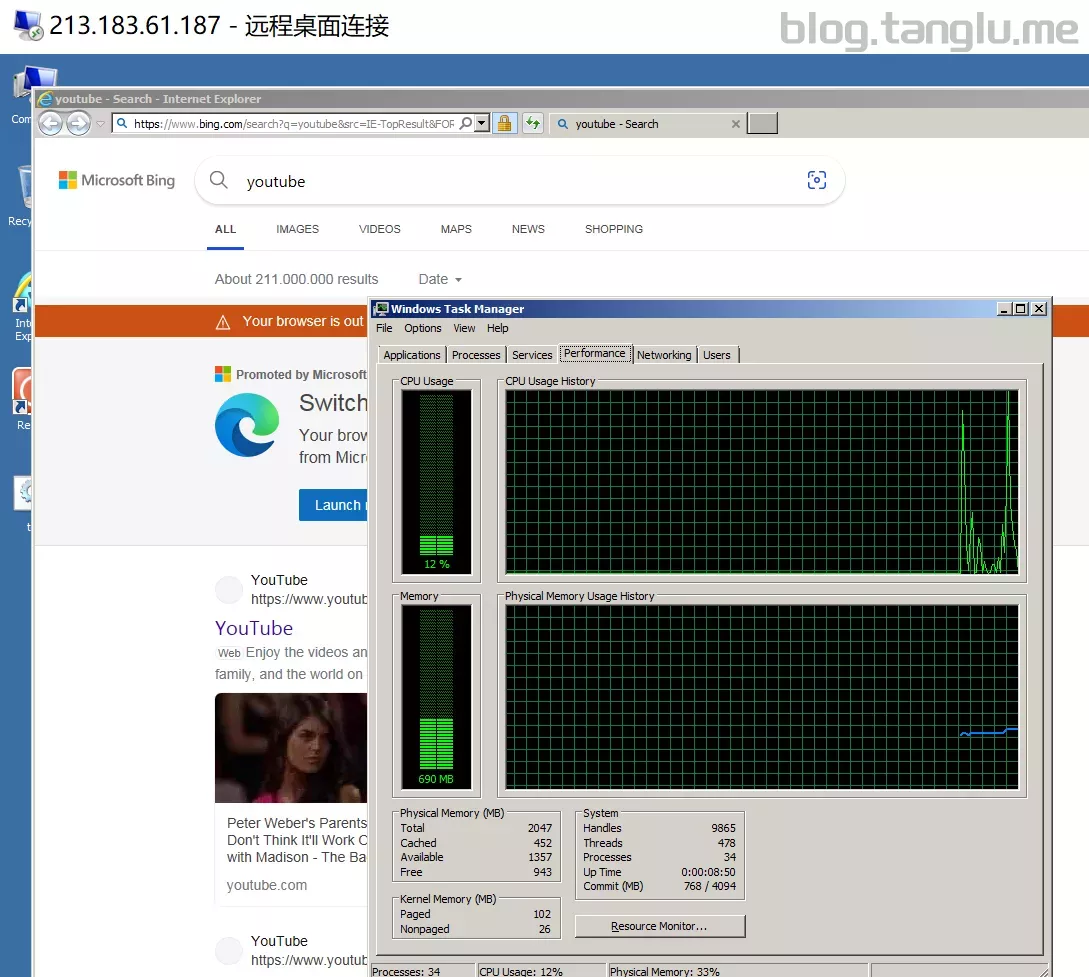 213.183.61.187 - 远程桌面连接
blog.tanglu.me
Com
youtube - Search - Internet Explorer
https://www.bing.com/search?q=youtube&src=IE-TopResult&FOR
youtube - Search
Microsoft Bing
youtube
Recy
ALL IMAGES VIDEOS MAPS NEWS SHOPPING
About 211.000.000 results Date
Inte
Exp
Your browser is out
Promoted by Microsoft
Switch
Your brow
from Micr
Launch
Re
t
YouTube
https://www.youtub
YouTube
Web Enjoy the videos an
family, and the world on
Peter Weber's Parents
Don't Think It'll Work O
with Madison - The Ba
youtube.com
YouTube
https://www.youtub
Windows Task Manager
File Options View Help
Applications Processes Services Performance Networking Users
CPU Usage
12 %
CPU Usage History
Memory
690 MB
Physical Memory Usage History
Physical Memory (MB)
Total 2047
Cached 452
Available 1357
Free 943
Kernel Memory (MB)
Paged 102
Nonpaged 26
System
Handles 9865
Threads 478
Processes 34
Up Time 0:00:08:50
Commit (MB) 768 / 4094
Resource Monitor...
Processes: 34 CPU Usage: 12% Physical Memory: 33%